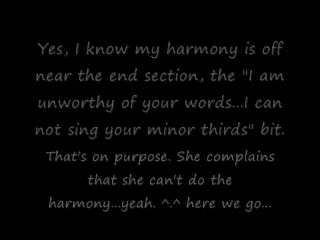 Yes, I know my harmony is off
near the end section, the "I am
unworthy of your words...I can
not sing your minor thirds" bit.
That's on purpose. She complains
that she can't do the
harmony...yeah. ^.^ here we go...